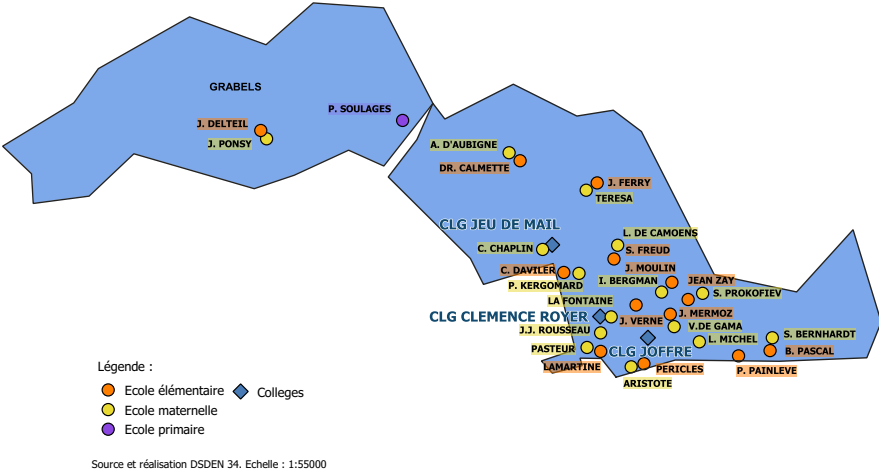 GRABELS
P. SOULAGES
J. DELTEIL
J. PONSY
A. D'AUBIGNE
DR. CALMETTE
J. FERRY
TERESA
CLG JEU DE MAIL
L. DE CAMOENS
C. CHAPLIN
S. FREUD
J. MOULIN
C. DAVILER
I. BERGMAN
JEAN ZAY
P. KERGOMARD
S. PROKOFIEV
LA FONTAINE
CLG CLEMENCE ROYER
J. VERNE
J. MERMOZ
J.J. ROUSSEAU
V.DE GAMA
S. BERNHARDT
L. MICHEL
PASTEUR
CLG JOFFRE
B. PASCAL
LAMARTINE
PERICLES
P. PAINLEVE
ARISTOTE
Légende :
Ecole élémentaire
Colleges
Ecole maternelle
Ecole primaire
Source et réalisation DSDEN 34. Echelle : 1:55000